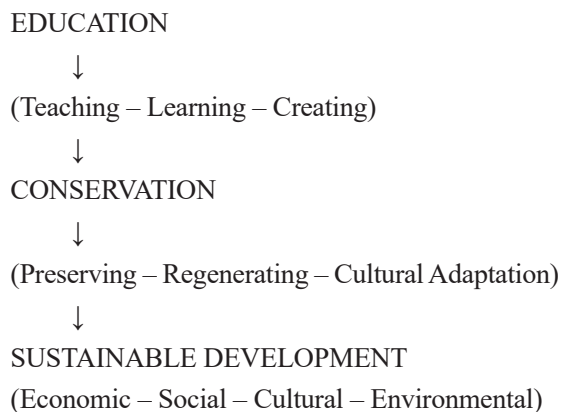 EDUCATION
↓
(Teaching – Learning – Creating)
↓
CONSERVATION
↓
(Preserving – Regenerating – Cultural Adaptation)
↓
SUSTAINABLE DEVELOPMENT
(Economic – Social – Cultural – Environmental)